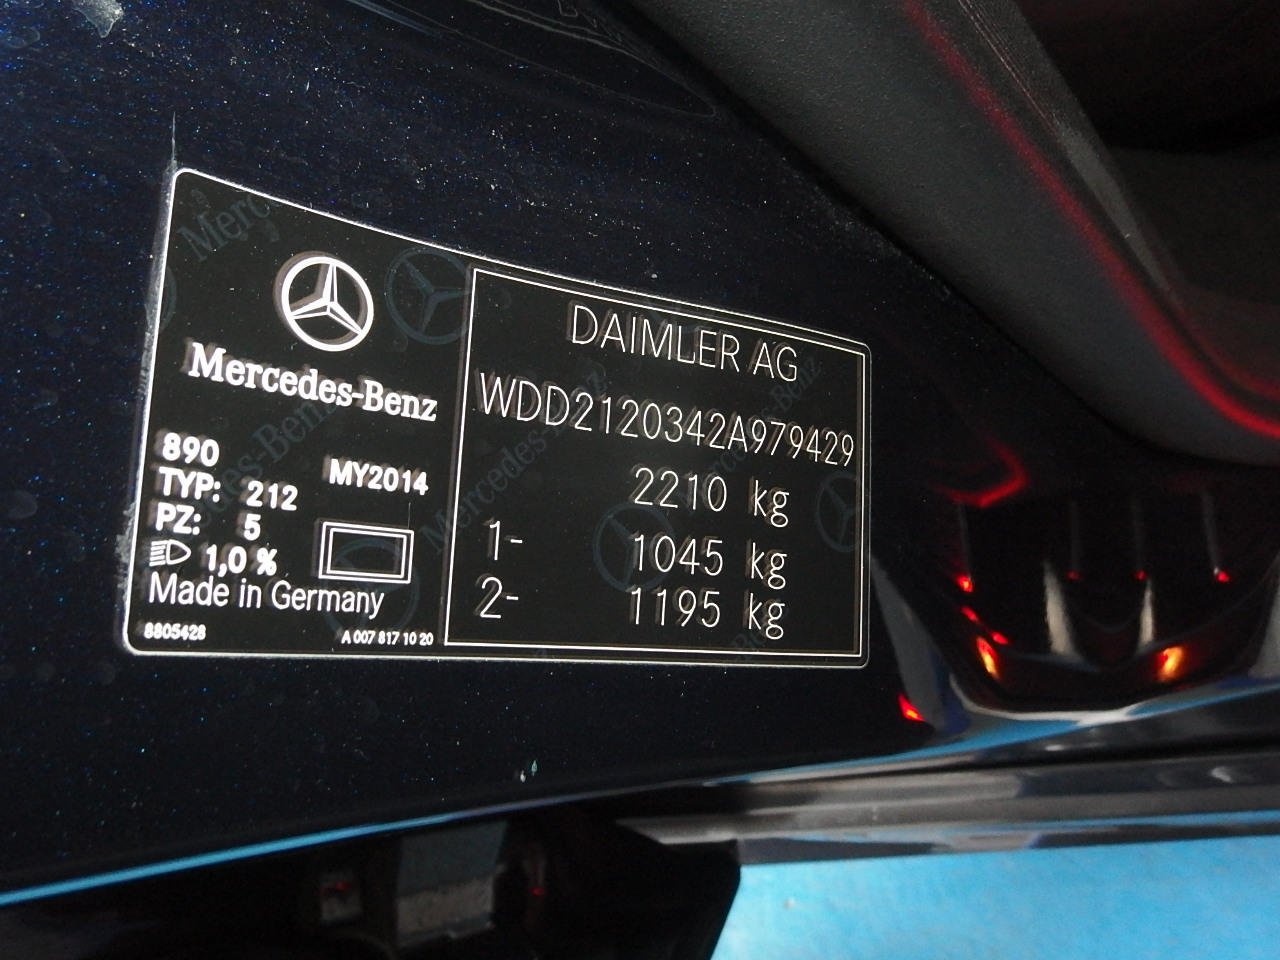 Mercedes-Benz
890
MY2014
TYP: 212
PZ: 5
1,0 %
Made in Germany
8805428
A 007 817 10 20
DAIMLER AG
WDD2120342A979429
2210 kg
1- 1045 kg
2- 1195 kg